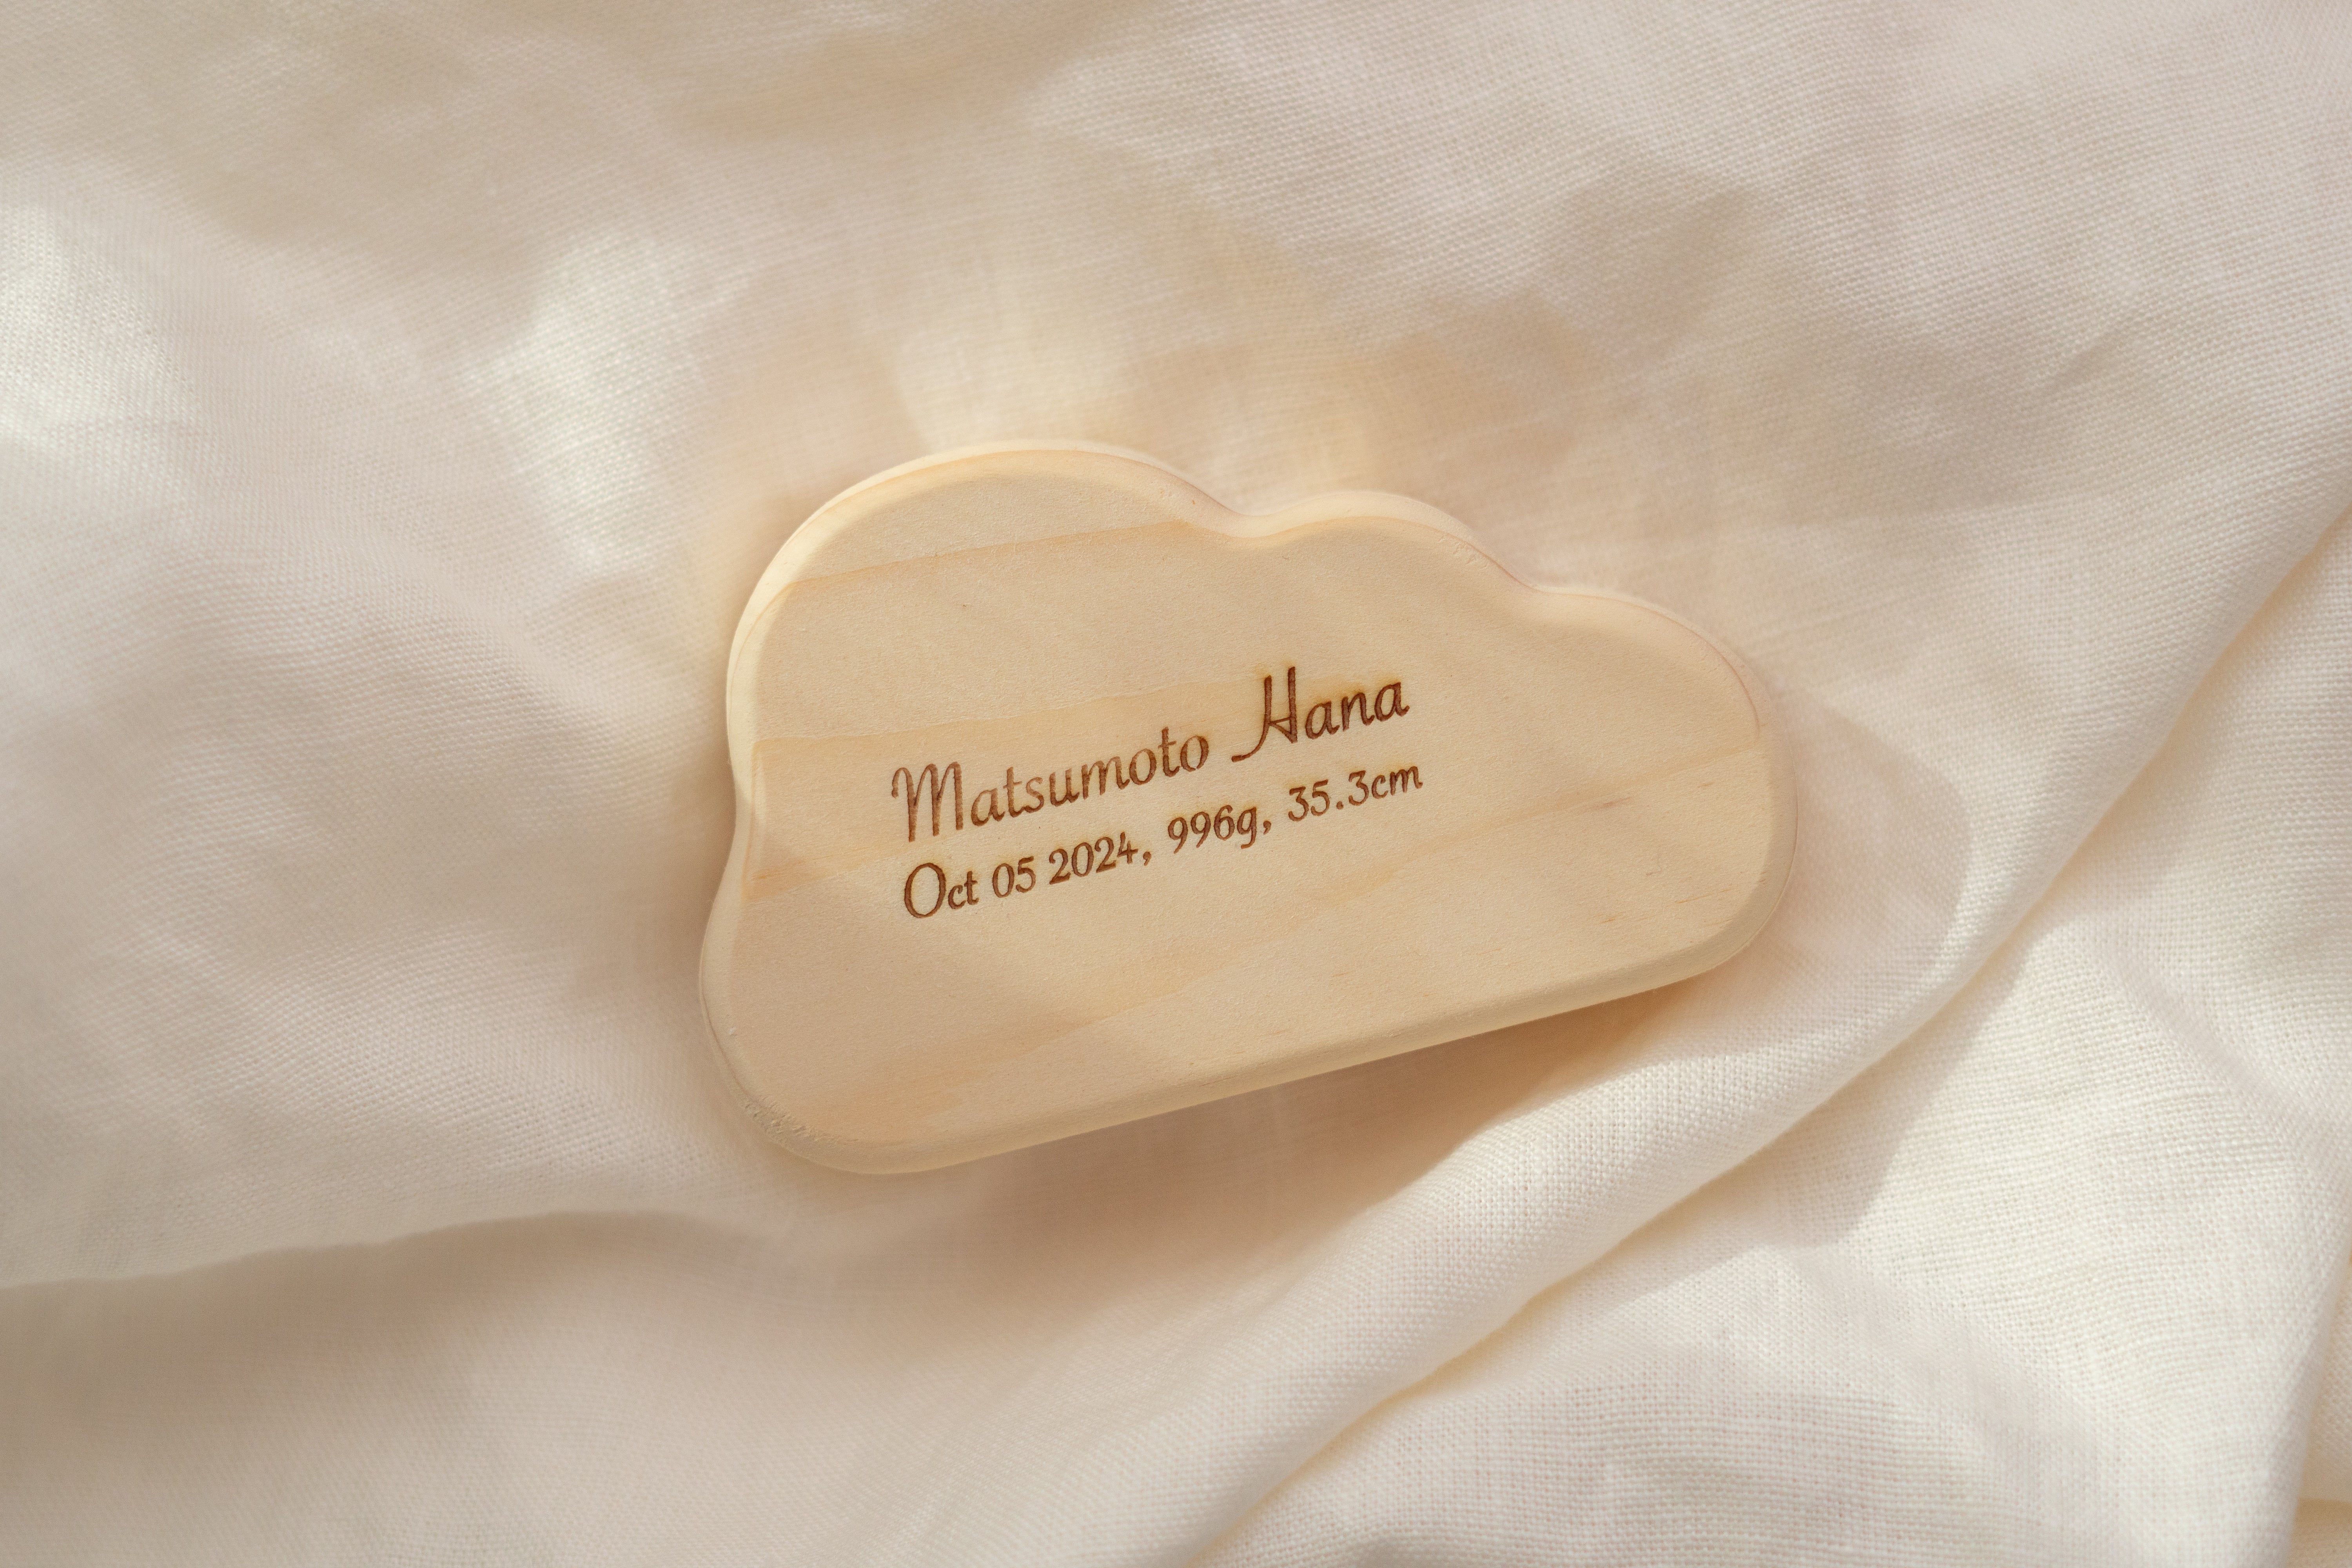 Matsumoto Hana
Oct 05 2024, 996g, 35.3cm